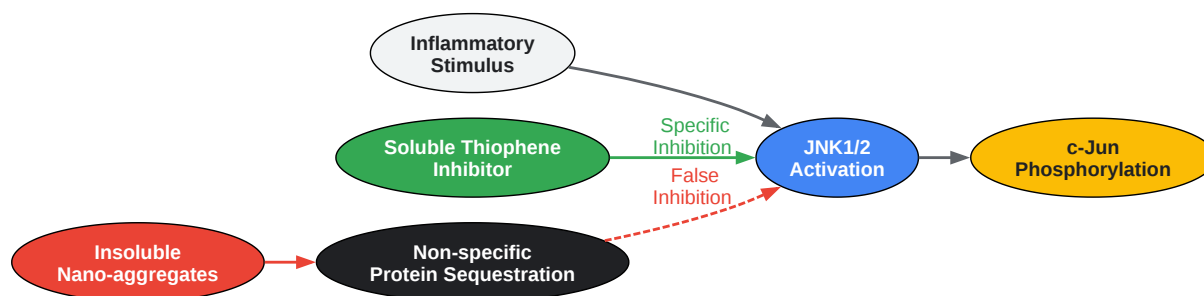 Inflammatory
Stimulus
Soluble Thiophene
Inhibitor
Specific
Inhibition
JNK1/2
Activation
c-Jun
Phosphorylation
False
Inhibition
Insoluble
Nano-aggregates
Non-specific
Protein Sequestration